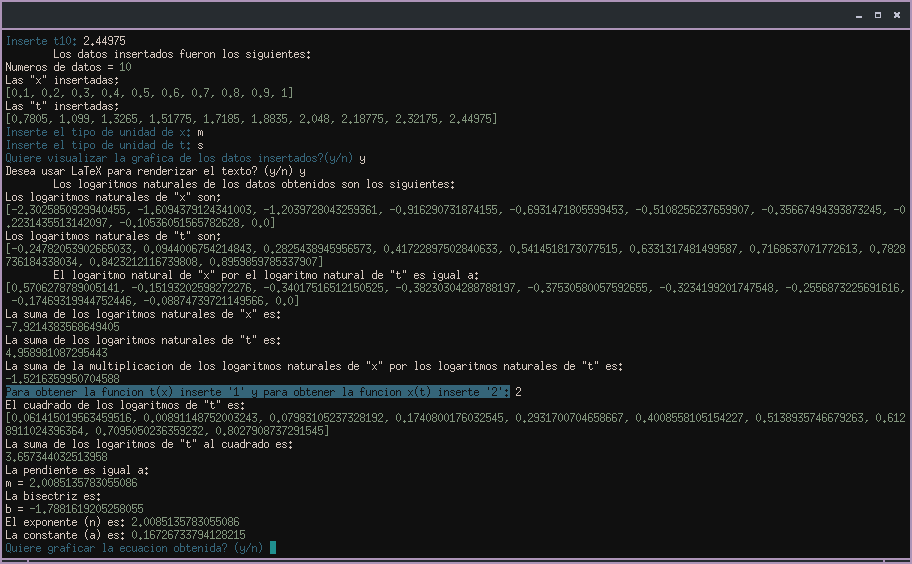 Inserte t10: 2.44975
Los datos insertados fueron los siguientes:
Numeros de datos = 10
Las "x" insertadas;
[0.1, 0.2, 0.3, 0.4, 0.5, 0.6, 0.7, 0.8, 0.9, 1]
Las "t" insertadas;
[0.7805, 1.099, 1.3265, 1.51775, 1.7185, 1.8835, 2.048, 2.18775, 2.32175, 2.44975]
Inserte el tipo de unidad de x: m
Inserte el tipo de unidad de t: s
Quiere visualizar la grafica de los datos insertados?(y/n) y
Desea usar LaTeX para renderizar el texto? (y/n) y
Los logaritmos naturales de los datos obtenidos son los siguientes:
Los logaritmos naturales de "x" son;
[-2.3025850929940455, -1.6094379124341003, -1.2039728043259361, -0.916290731874155, -0.6931471805599453, -0.5108256237659907, -0.35667494393873245, -0
.2231435513142097, -0.10536051565782628, 0.0]
Los logaritmos naturales de "t" son;
[-0.24782053902665033, 0.0944006754214843, 0.2825438945956573, 0.41722897502840633, 0.5414518173077515, 0.6331317481499587, 0.7168637071772613, 0.7828
736184338034, 0.8423212116739808, 0.8959859785337907]
El logaritmo natural de "x" por el logaritmo natural de "t" es igual a:
[0.5706278789005141, -0.15193202598272276, -0.34017516512150525, -0.38230304288788197, -0.37530580057592655, -0.3234199201747548, -0.2556873225691616,
-0.17469319944752446, -0.08874739721149566, 0.0]
La suma de los logaritmos naturales de "x" es:
-7.9214383568649405
La suma de los logaritmos naturales de "t" es:
4.958981087295443
La suma de la multiplicacion de los logaritmos naturales de "x" por los logaritmos naturales de "t" es:
-1.5216359950704588
Para obtener la funcion t(x) inserte '1' y para obtener la funcion x(t) inserte '2': 2
El cuadrado de los logaritmos de "t" es:
[0.06141501956345951​6, 0.00891148752003243, 0.07983105237328192, 0.1740800176032545, 0.2931700704658667, 0.4008558105154227, 0.5138935746679263, 0.612
8911024396364, 0.7095050236359232, 0.8027908737291545]
La suma de los logaritmos de "t" al cuadrado es:
3.657344032513958
La pendiente es igual a:
m = 2.0085135783055086
La bisectriz es:
b = -1.7881619205258055
El exponente (n) es: 2.0085135783055086
La constante (a) es: 0.16726733794128215
Quiere graficar la ecuacion obtenida? (y/n)